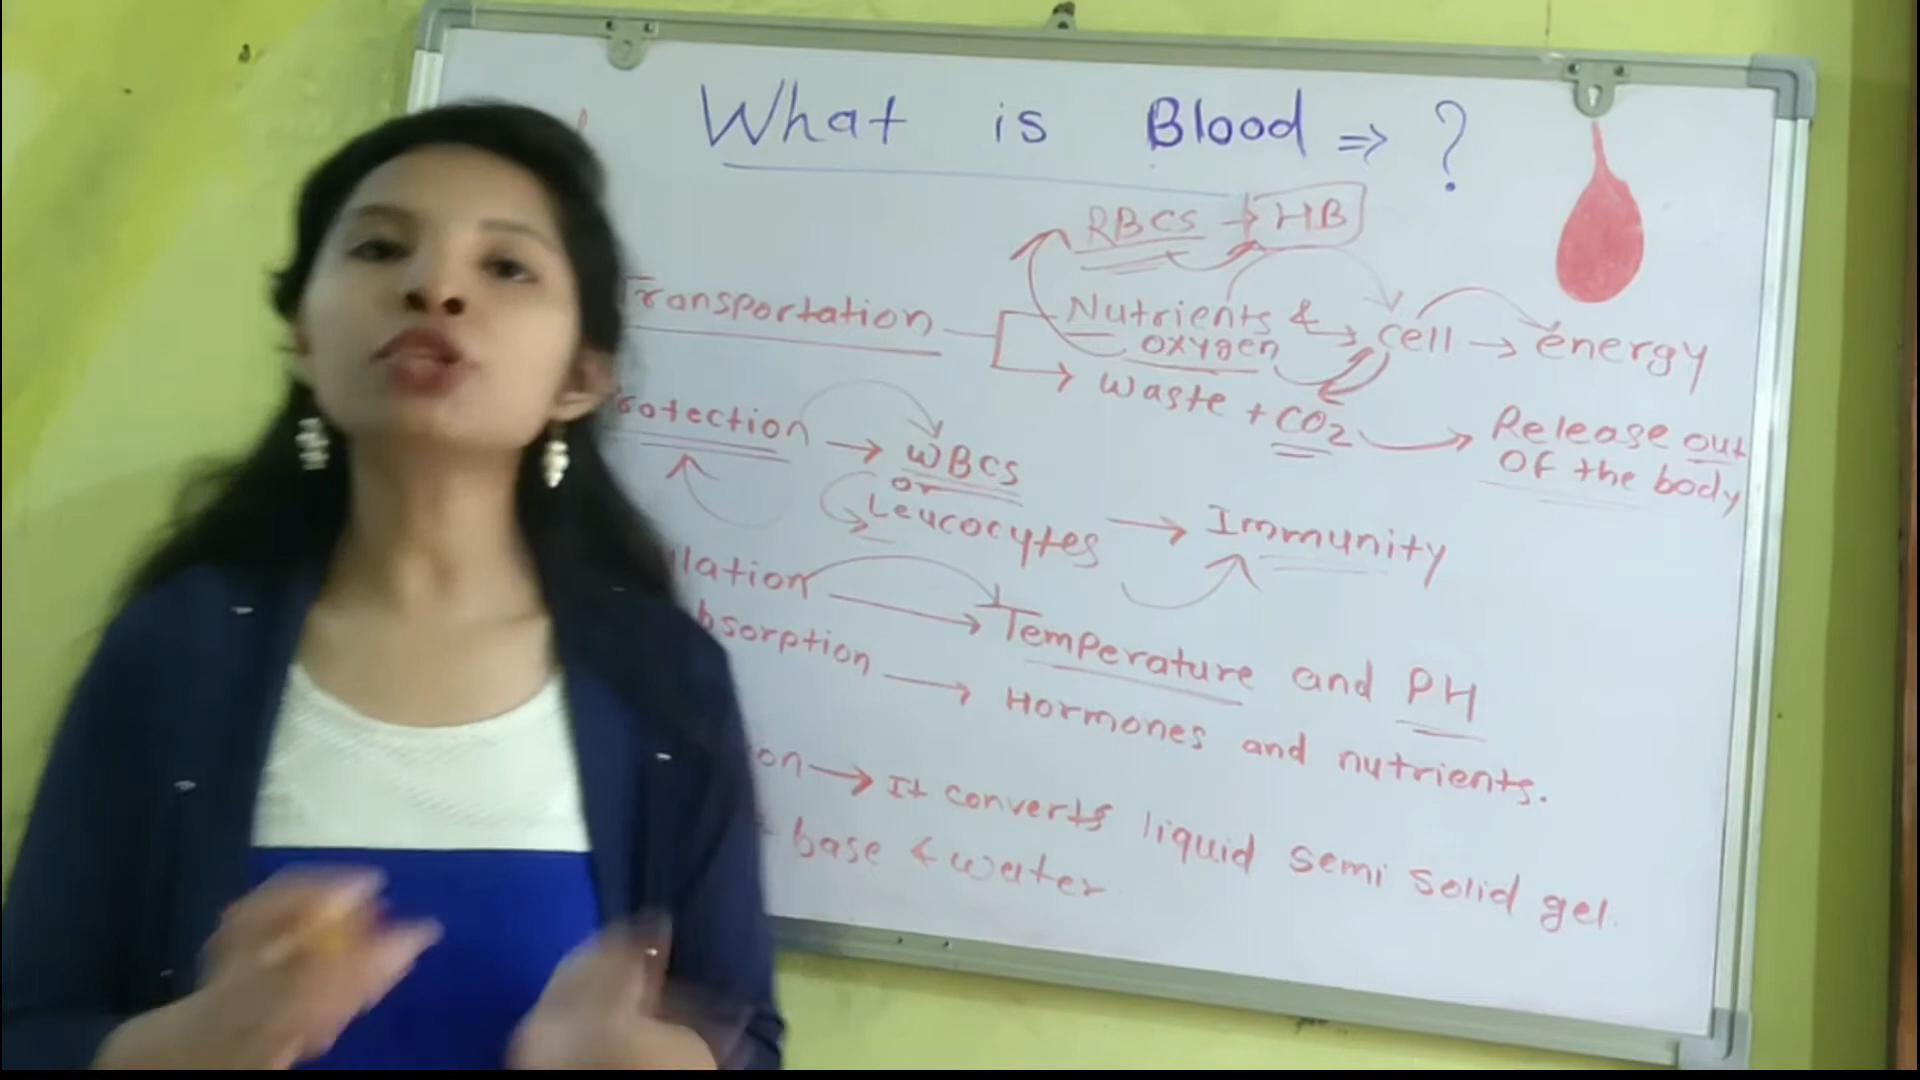 What is Blood ⇒ ?
RBCS → HB
Transportation
Nutrients & → cell → energy
oxygen
→ waste + CO2 → Release out
OF the body
otection → WBCS
or
Leucocytes → Immunity
lation → Temperature and PH
bsorption → Hormones and nutrients.
on → It converts liquid semi solid gel.
base & water